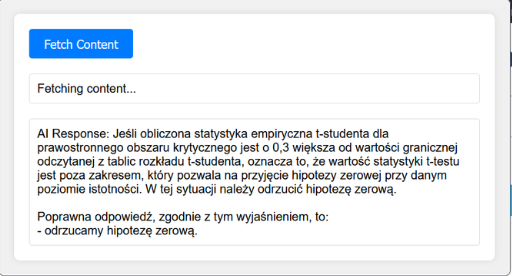 Fetch Content
Fetching content...
AI Response: Jeśli obliczona statystyka empiryczna t-studenta dla
prawostronnego obszaru krytycznego jest o 0,3 większa od wartości granicznej
odczytanej z tablic rozkładu t-studenta, oznacza to, że wartość statystyki t-testu
jest poza zakresem, który pozwala na przyjęcie hipotezy zerowej przy danym
poziomie istotności. W tej sytuacji należy odrzucić hipotezę zerową.
Poprawna odpowiedź, zgodnie z tym wyjaśnieniem, to:
- odrzucamy hipotezę zerową.